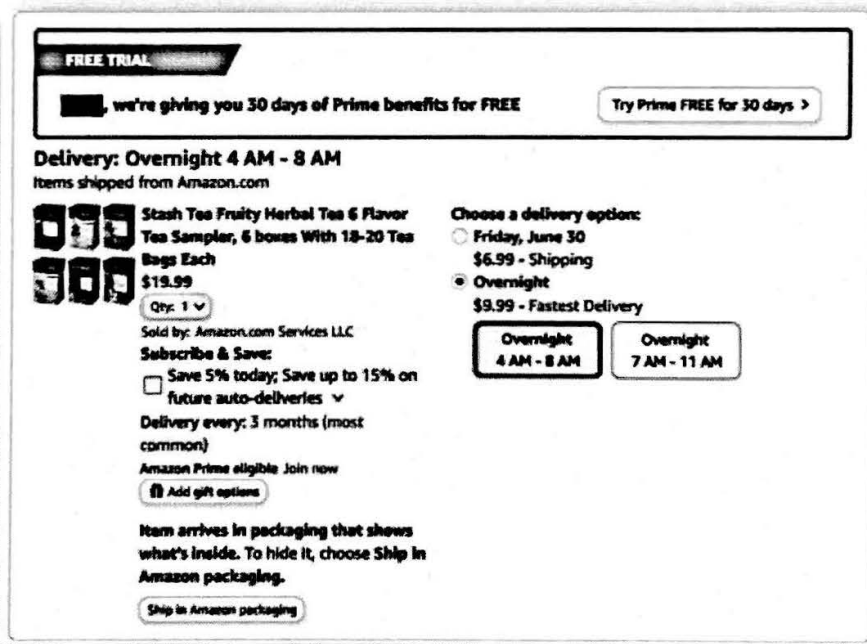 FREE TRIAL
, we're giving you 30 days of Prime benefits for FREE
Try Prime FREE for 30 days >
Delivery: Overnight 4 AM - 8 AM
Items shipped from Amazon.com
Stash Tea Fruity Herbal Tea 6 Flavor
Tea Sampler, 6 boxes With 18-20 Tea
Bags Each
$19.99
Qty: 1
Sold by: Amazon.com Services LLC
Subscribe & Save:
Save 5% today; Save up to 15% on
future auto-deliveries
Delivery every: 3 months (most
common)
Amazon Prime eligible Join now
Add gift options
Item arrives in packaging that shows
what's inside. To hide it, choose Ship in
Amazon packaging.
Ship in Amazon packaging
Choose a delivery option:
Friday, June 30
$6.99 - Shipping
Overnight
$9.99 - Fastest Delivery
Overnight
4 AM - 8 AM
Overnight
7 AM - 11 AM